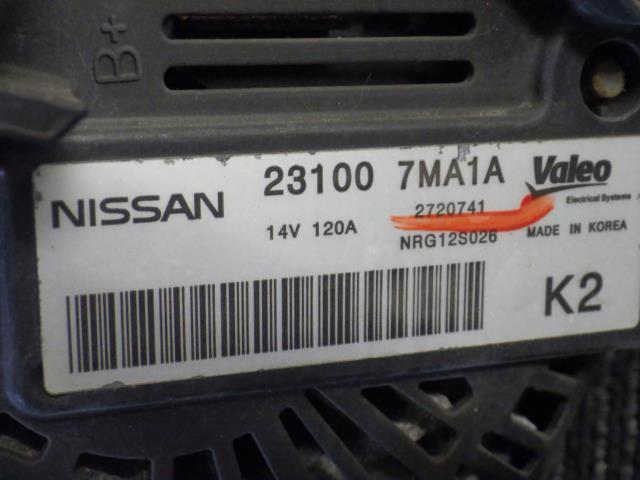 B+
NISSAN 23100 7MA1A Valeo
Electrical Systems
14V 120A 2720741
NRG12S026 MADE IN KOREA
K2